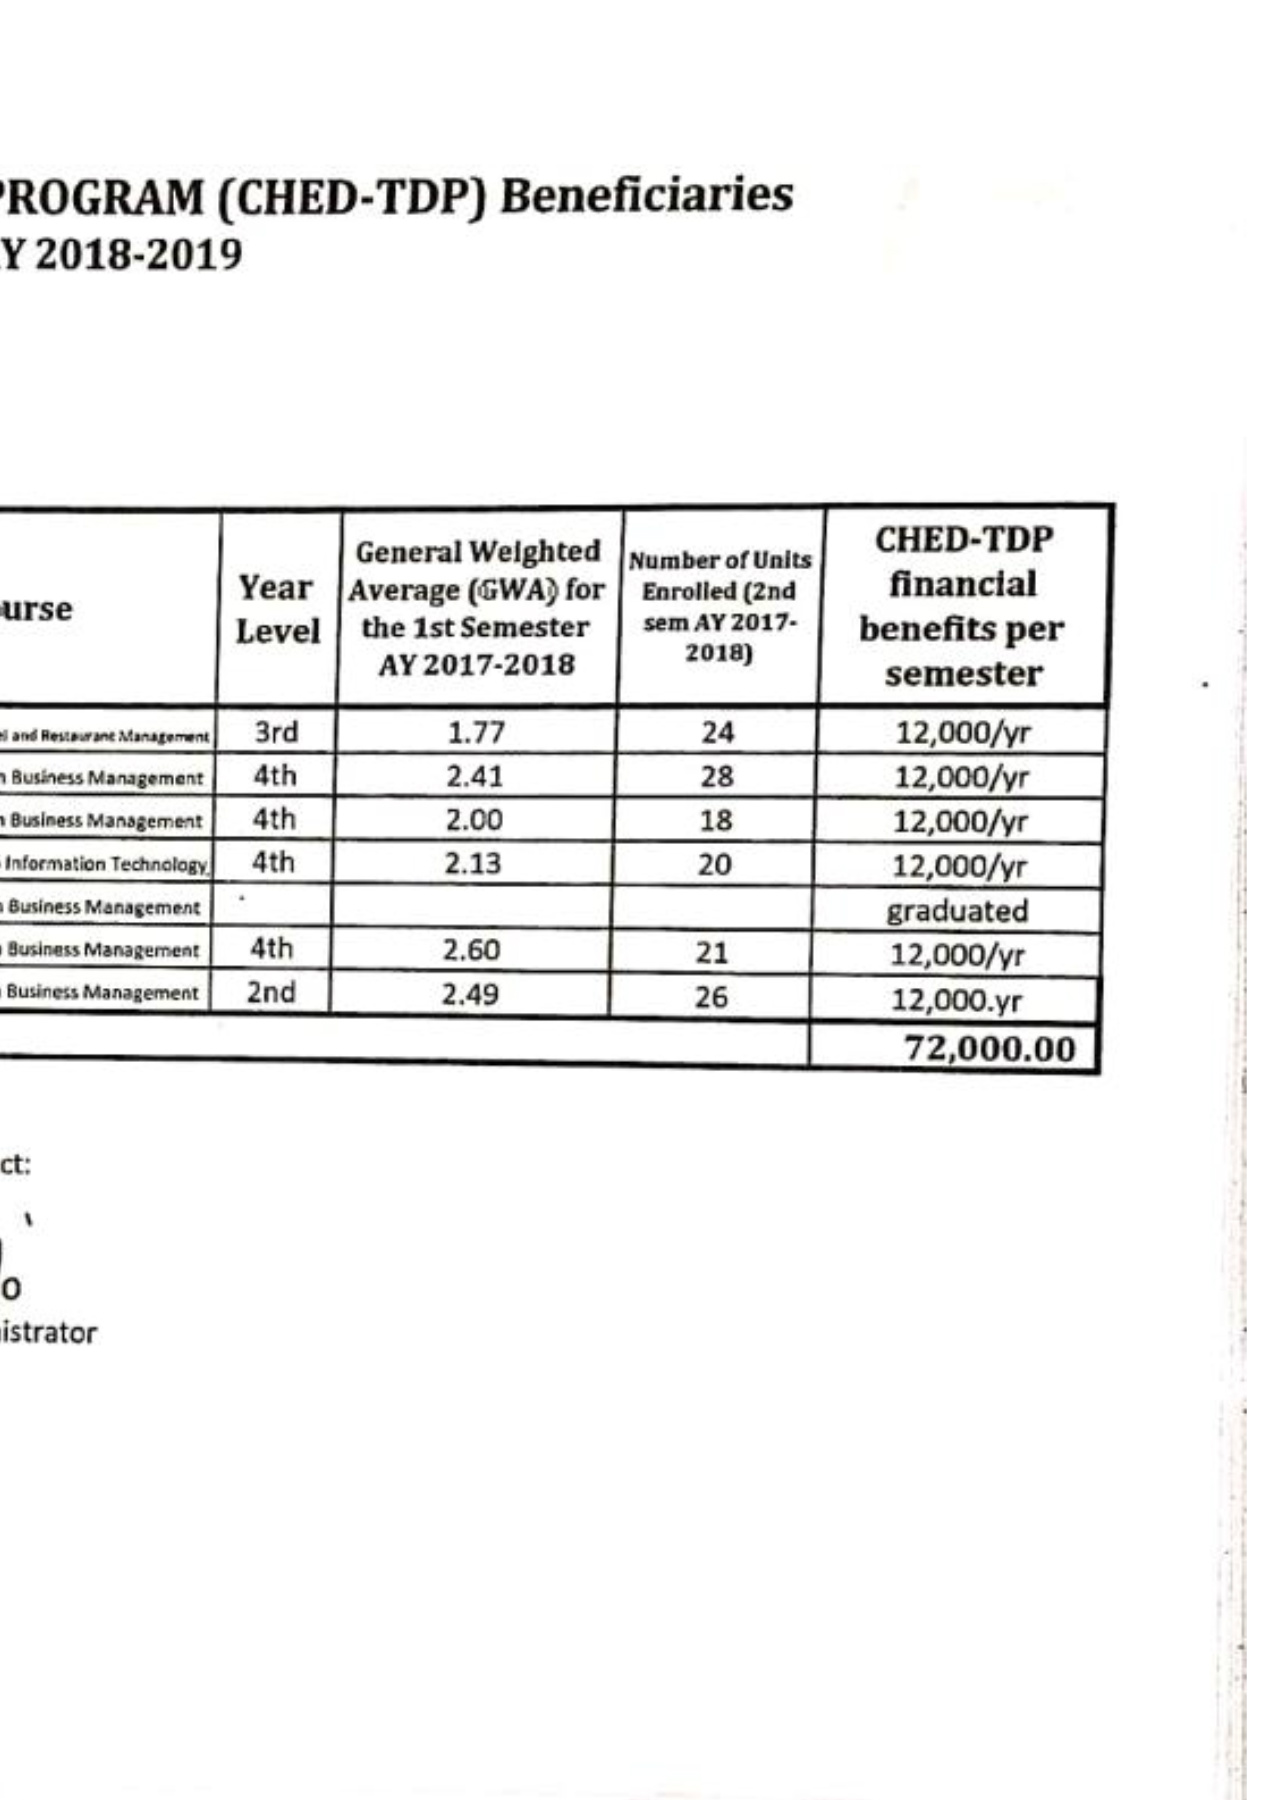 PROGRAM (CHED-TDP) Beneficiaries
AY 2018-2019
urse
Year Level
General Weighted Average (GWA) for the 1st Semester AY 2017-2018
Number of Units Enrolled (2nd sem AY 2017-2018)
CHED-TDP financial benefits per semester
el and Restaurant Management 3rd 1.77 24 12,000/yr
n Business Management 4th 2.41 28 12,000/yr
n Business Management 4th 2.00 18 12,000/yr
Information Technology 4th 2.13 20 12,000/yr
n Business Management graduated
Business Management 4th 2.60 21 12,000/yr
Business Management 2nd 2.49 26 12,000.yr
72,000.00
ct:
o
istrator